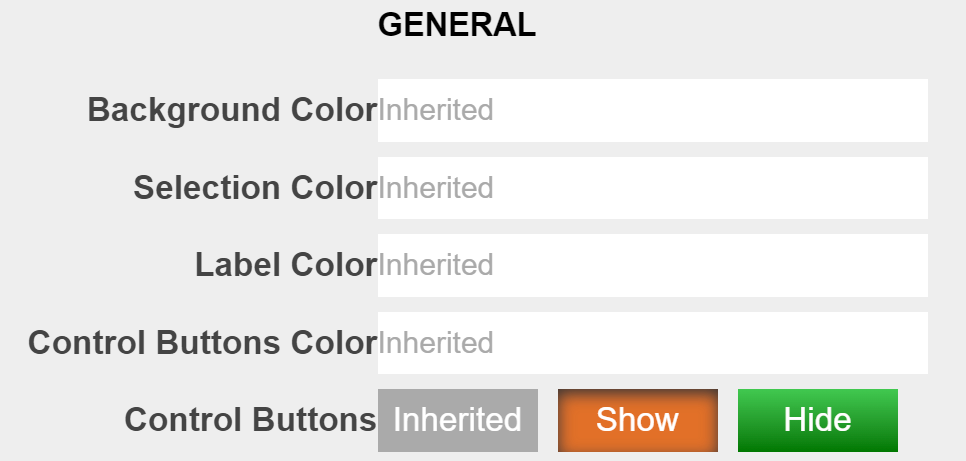 GENERAL
Background Color Inherited
Selection Color Inherited
Label Color Inherited
Control Buttons Color Inherited
Control Buttons Inherited Show Hide